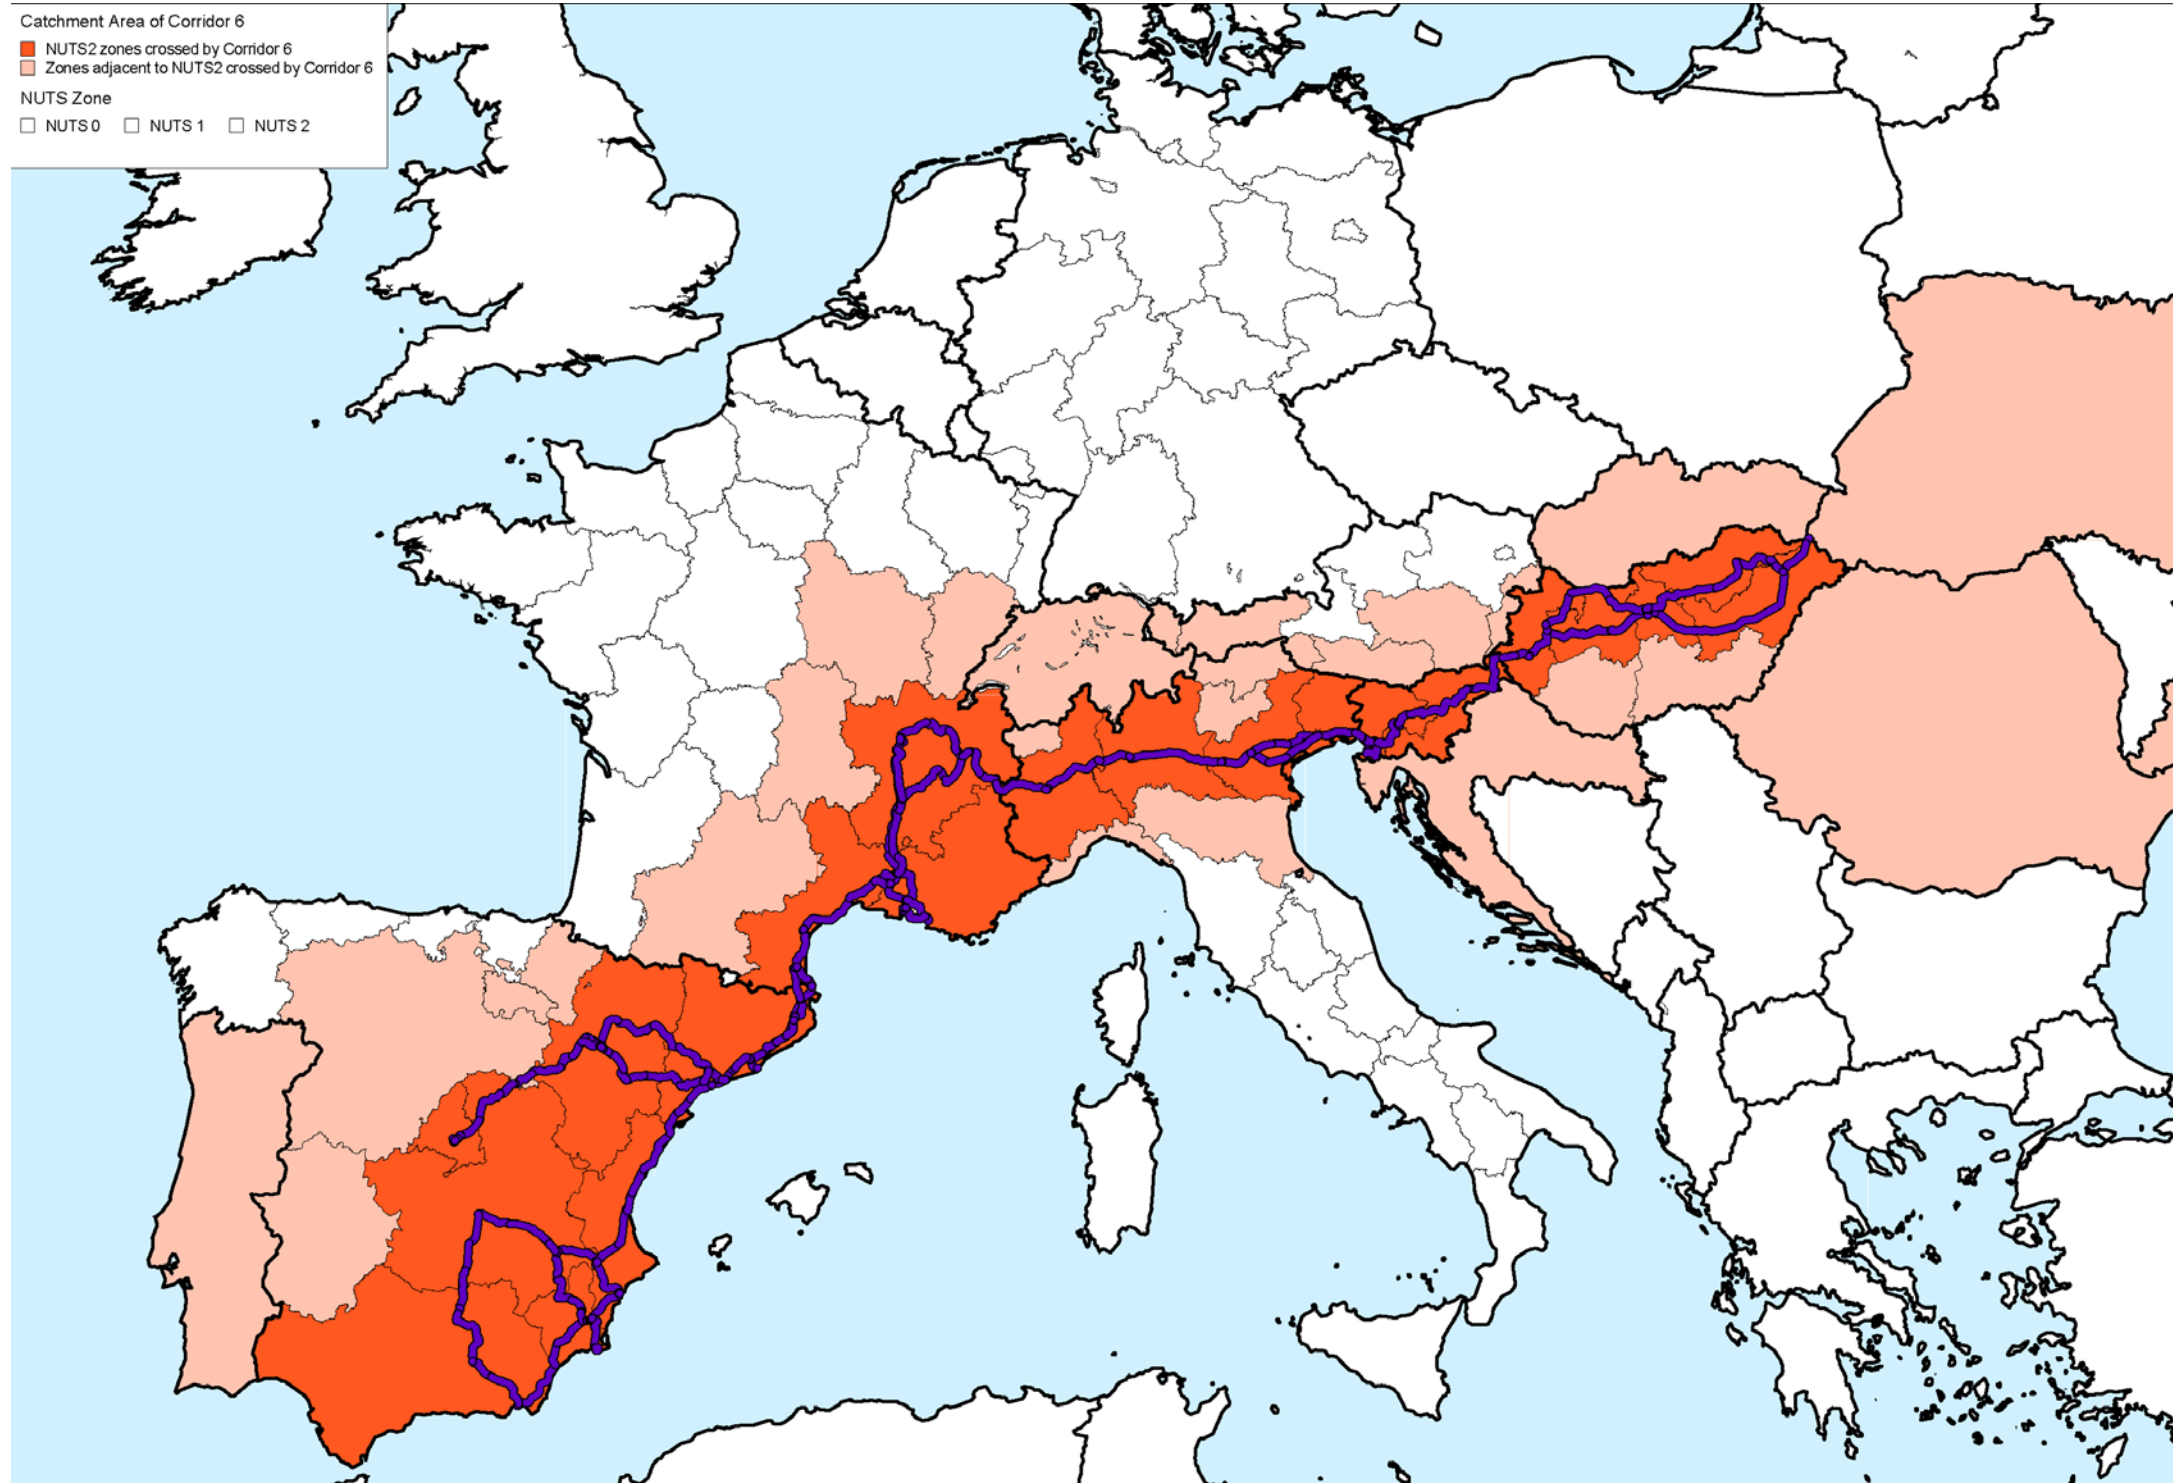 Catchment Area of Corridor 6
NUTS2 zones crossed by Corridor 6
Zones adjacent to NUTS2 crossed by Corridor 6
NUTS Zone
NUTS 0 NUTS 1 NUTS 2